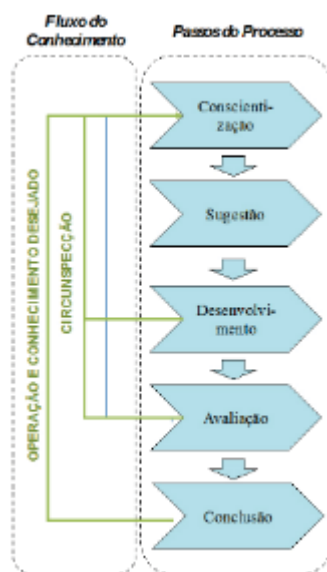 Fluxo do
Conhecimento
Passos do Processo
Conscienti-
zação
Sugestão
Desenvolvi-
mento
Avaliação
Conclusão
OPERAÇÃO E CONHECIMENTO DESEJADO
CIRCUNSPECÇÃO